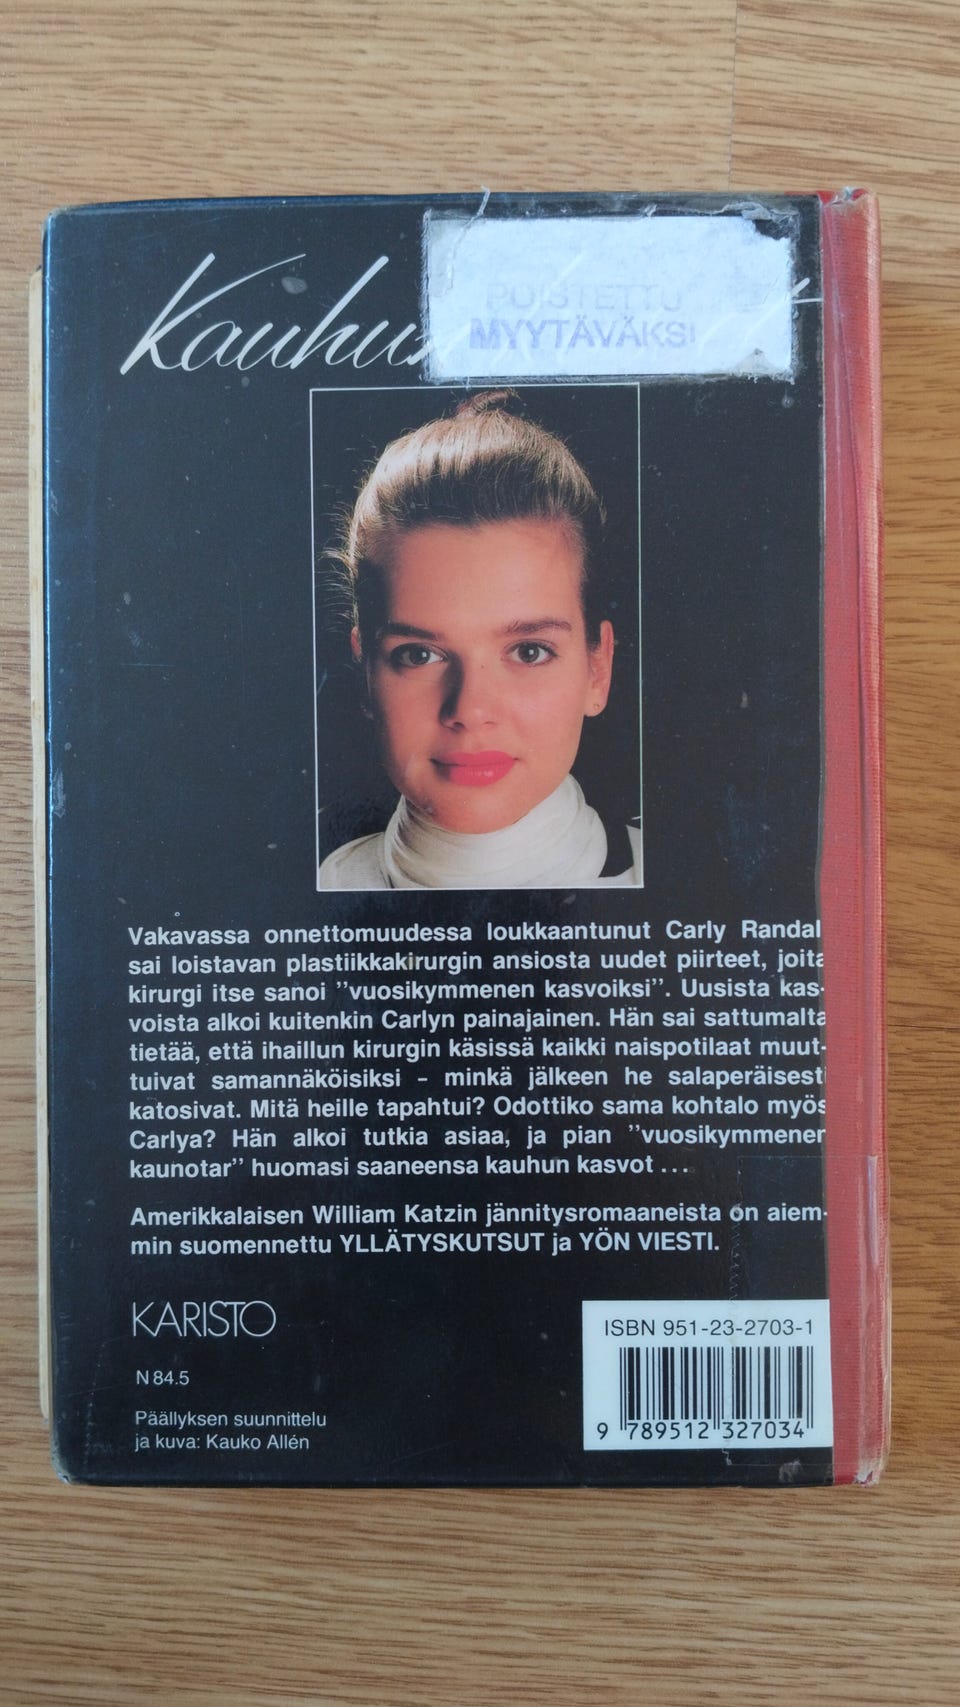 POISTETTU
MYYTÄVÄKSI
Vakavassa onnettomuudessa loukkaantunut Carly Randal
sai loistavan plastiikkakirurgin ansiosta uudet piirteet, joita
kirurgi itse sanoi ”vuosikymmenen kasvoiksi”. Uusista kas-
voista alkoi kuitenkin Carlyn painajainen. Hän sai sattumalta
tietää, että ihaillun kirurgin käsissä kaikki naispotilaat muut-
tuivat samannäköisiksi – minkä jälkeen he salaperäisesti
katosivat. Mitä heille tapahtui? Odottiko sama kohtalo myös
Carlya? Hän alkoi tutkia asiaa, ja pian ”vuosikymmenen
kaunotar” huomasi saaneensa kauhun kasvot ...
Amerikkalaisen William Katzin jännitysromaaneista on aiem-
min suomennettu YLLÄTYSKUTSUT ja YÖN VIESTI.
KARISTO
N 84.5
Päällyksen suunnittelu
ja kuva: Kauko Allén
ISBN 951-23-2703-1
9 789512 327034